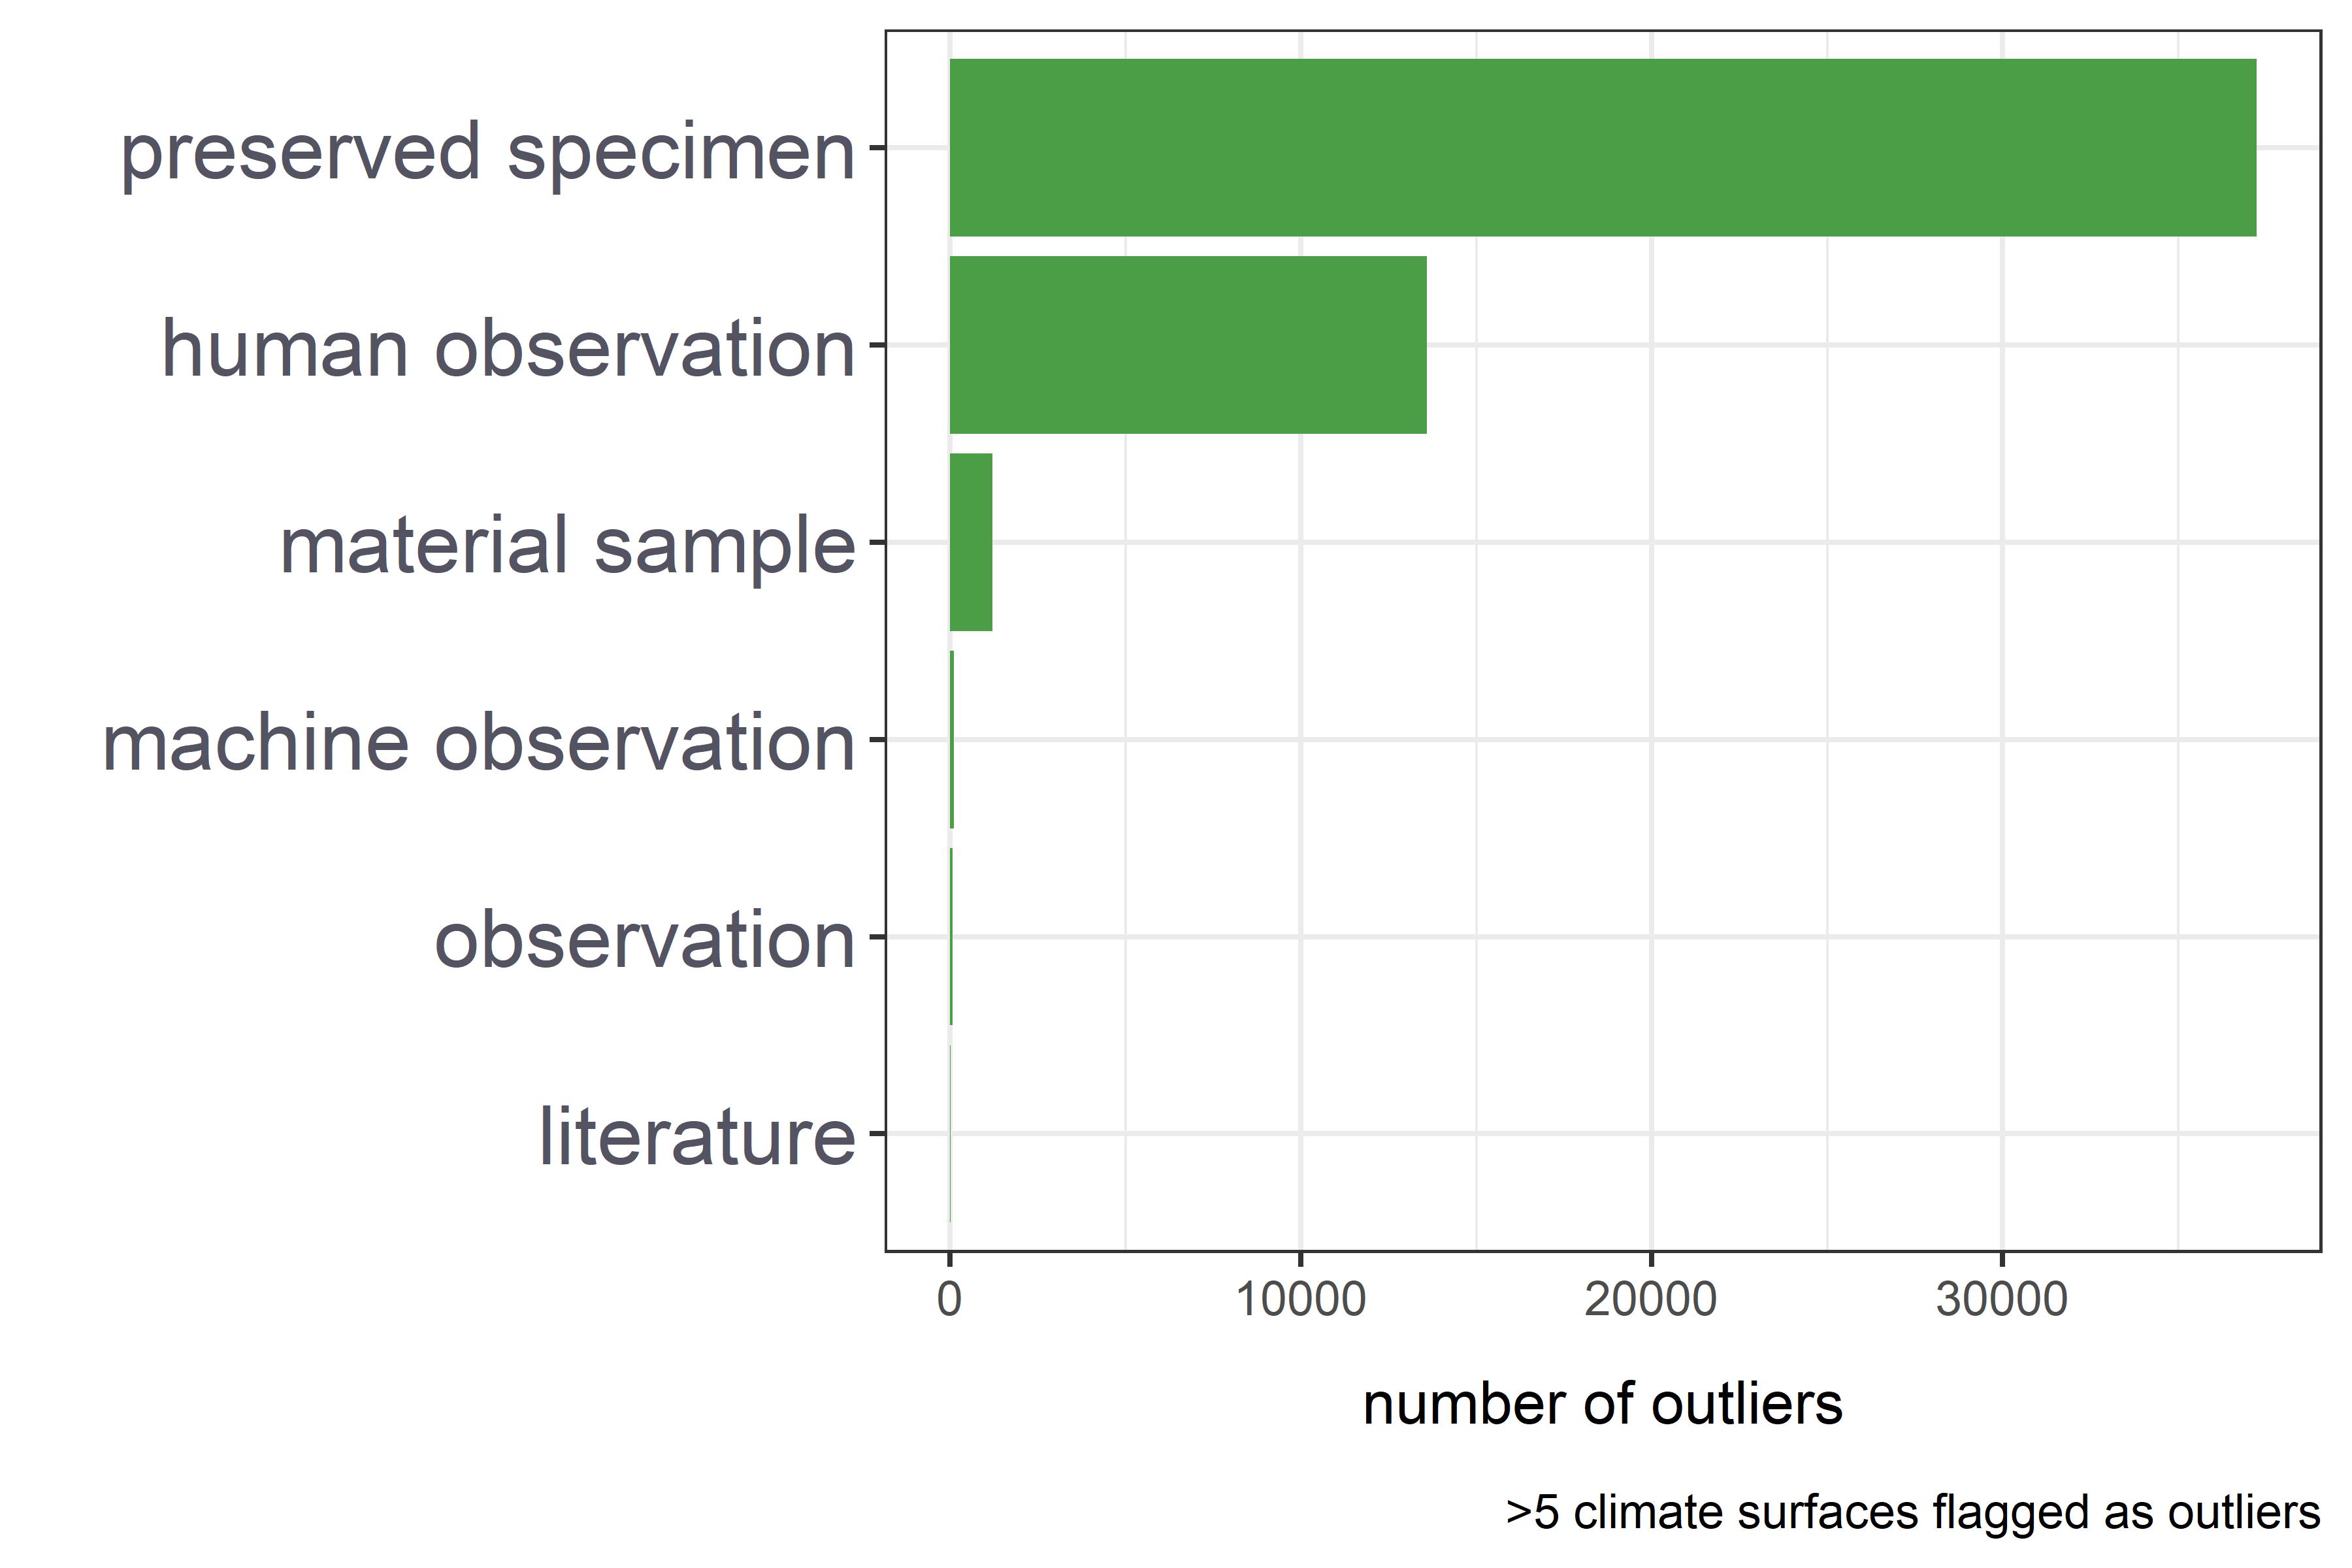 preserved specimen
human observation
material sample
machine observation
observation
literature
0 10000 20000 30000
number of outliers
>5 climate surfaces flagged as outliers